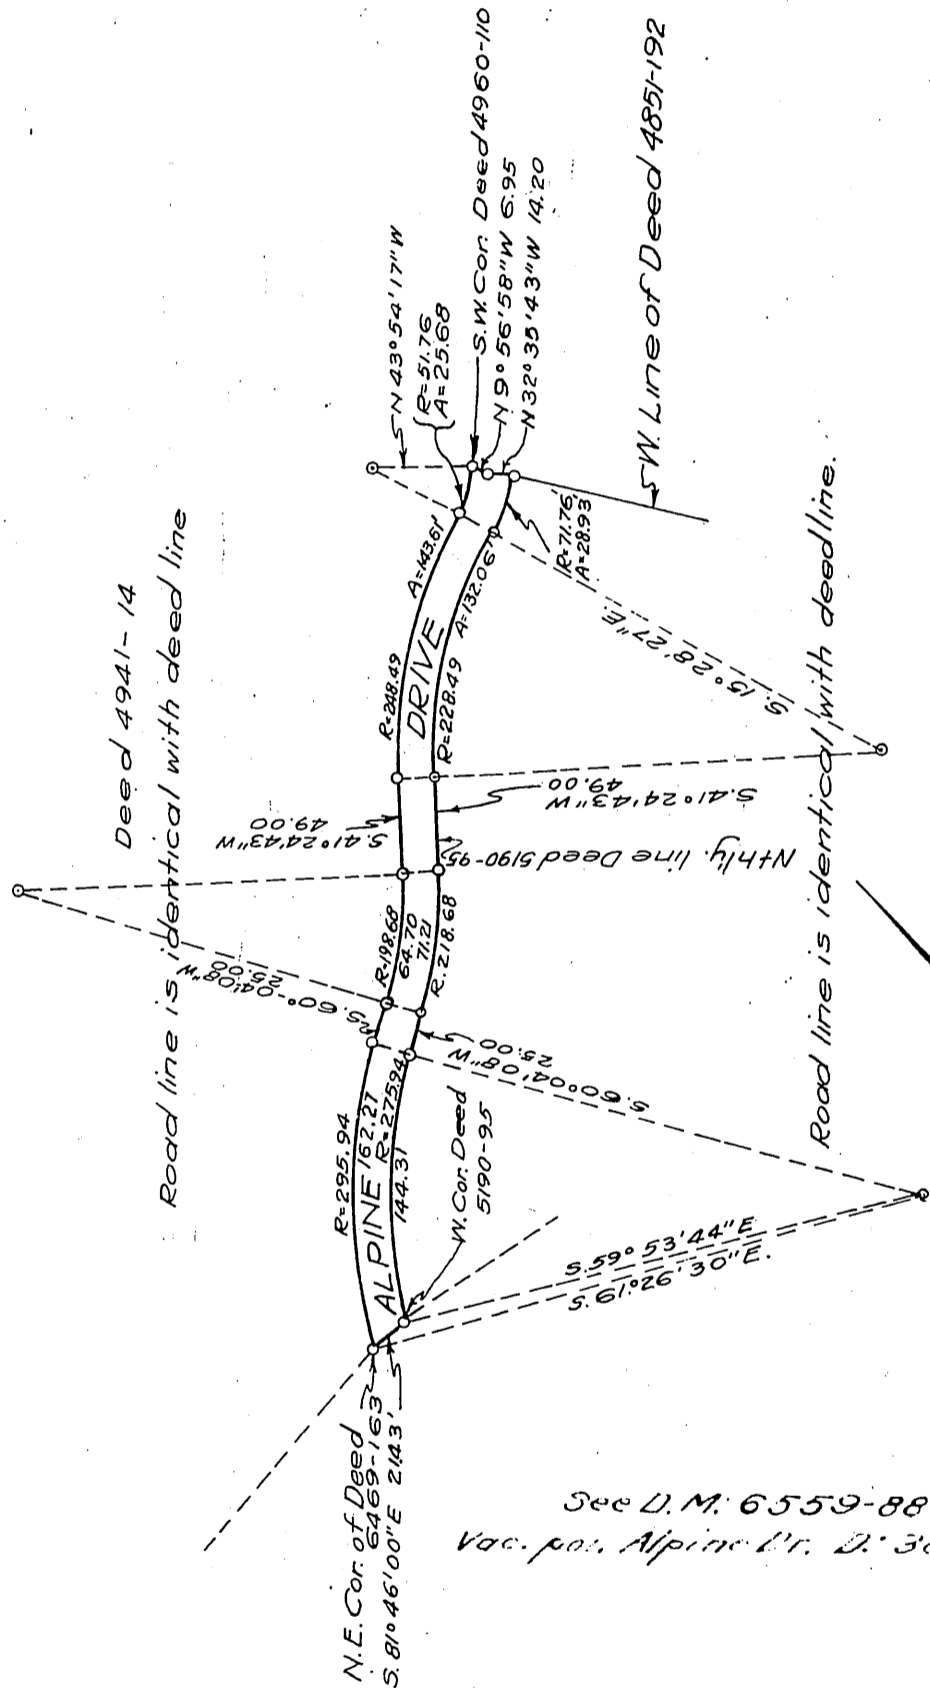 Deed 4941-14
Road line is identical with deed line
N 43°54'17"W
R=51.76
A=25.68
S.W. Cor. Deed 4960-110
N 9°56'58"W 6.95
N 32°35'43"W 14.20
W. Line of Deed 4851-192
R=71.76
A=28.93
A=143.61'
A=132.06'
R=248.49
DRIVE
R=228.49
S. 15°28'27"E.
S.41°24'43"W
49.00
S.41°24'43"W
49.00
Nthly. line Deed 5190-95
Road line is identical with deed line.
R=198.68
64.70
71.21
R. 218.68
S. 60°-04'08"W
25.00
S. 60°04'08"W
25.00
R=295.94
ALPINE
162.27
R=275.94
144.31
W. Cor. Deed
5190-95
S. 59°53'44"E
S. 61°26'30"E.
N.E. Cor. of Deed
6469-163
S. 81°46'00"E 21.43'
See D.M. 6559-88
Vac. por. Alpine Dr. D.